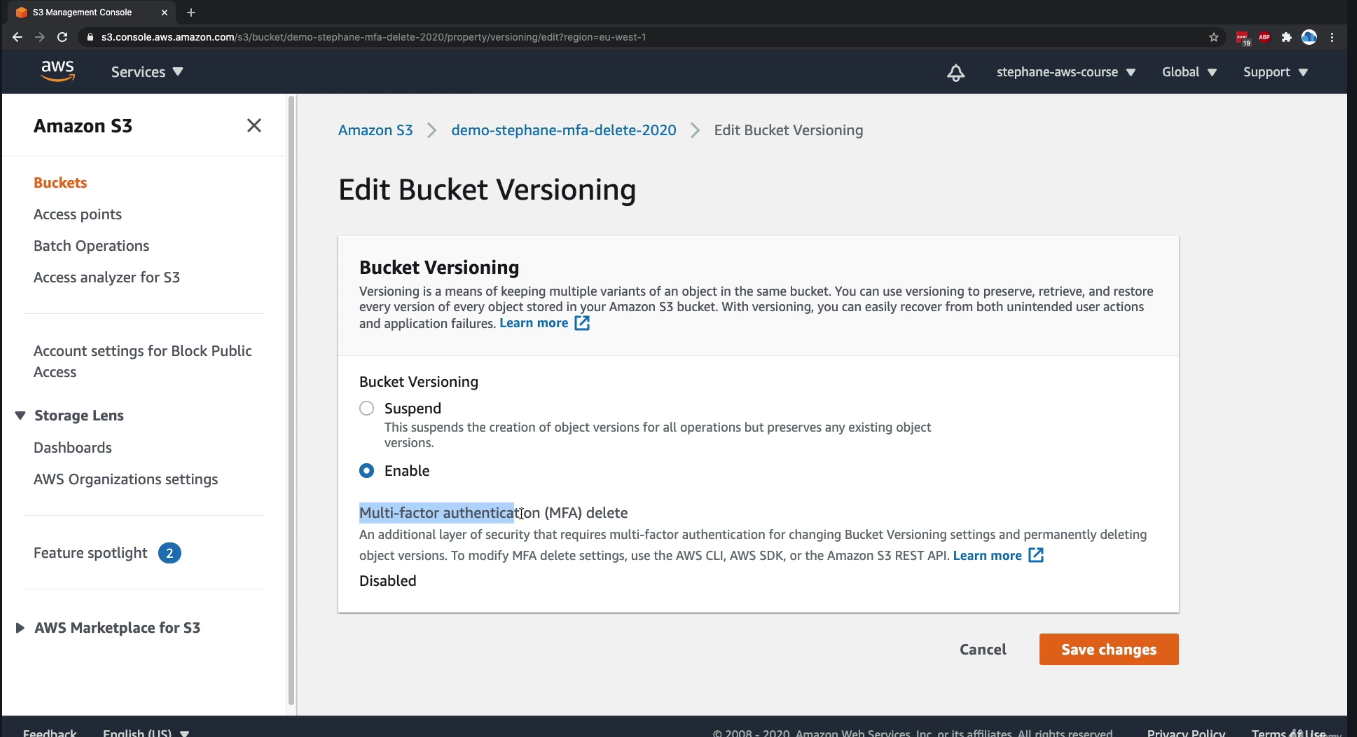 S3 Management Console
s3.console.aws.amazon.com/s3/bucket/demo-stephane-mfa-delete-2020/property/versioning/edit?region=eu-west-1
19
ABP
aws
Services
stephane-aws-course
Global
Support
Amazon S3
Buckets
Access points
Batch Operations
Access analyzer for S3
Account settings for Block Public
Access
Storage Lens
Dashboards
AWS Organizations settings
Feature spotlight 2
AWS Marketplace for S3
Amazon S3 > demo-stephane-mfa-delete-2020 > Edit Bucket Versioning
Edit Bucket Versioning
Bucket Versioning
Versioning is a means of keeping multiple variants of an object in the same bucket. You can use versioning to preserve, retrieve, and restore
every version of every object stored in your Amazon S3 bucket. With versioning, you can easily recover from both unintended user actions
and application failures. Learn more
Bucket Versioning
Suspend
This suspends the creation of object versions for all operations but preserves any existing object
versions.
Enable
Multi-factor authentication (MFA) delete
An additional layer of security that requires multi-factor authentication for changing Bucket Versioning settings and permanently deleting
object versions. To modify MFA delete settings, use the AWS CLI, AWS SDK, or the Amazon S3 REST API. Learn more
Disabled
Cancel
Save changes
Feedback
English (US)
© 2008 - 2020, Amazon Web Services, Inc. or its affiliates. All rights reserved.
Privacy Policy
Terms of Use